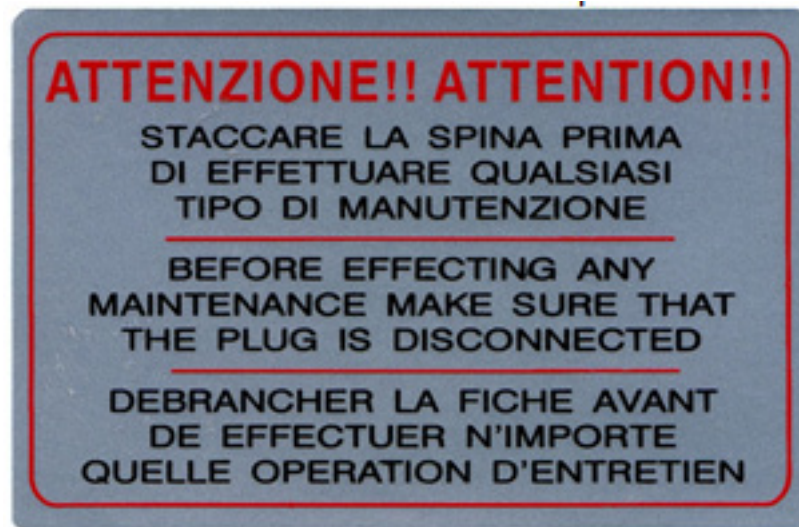 ATTENZIONE!! ATTENTION!!
STACCARE LA SPINA PRIMA
DI EFFETTUARE QUALSIASI
TIPO DI MANUTENZIONE
BEFORE EFFECTING ANY
MAINTENANCE MAKE SURE THAT
THE PLUG IS DISCONNECTED
DEBRANCHER LA FICHE AVANT
DE EFFECTUER N'IMPORTE
QUELLE OPERATION D'ENTRETIEN